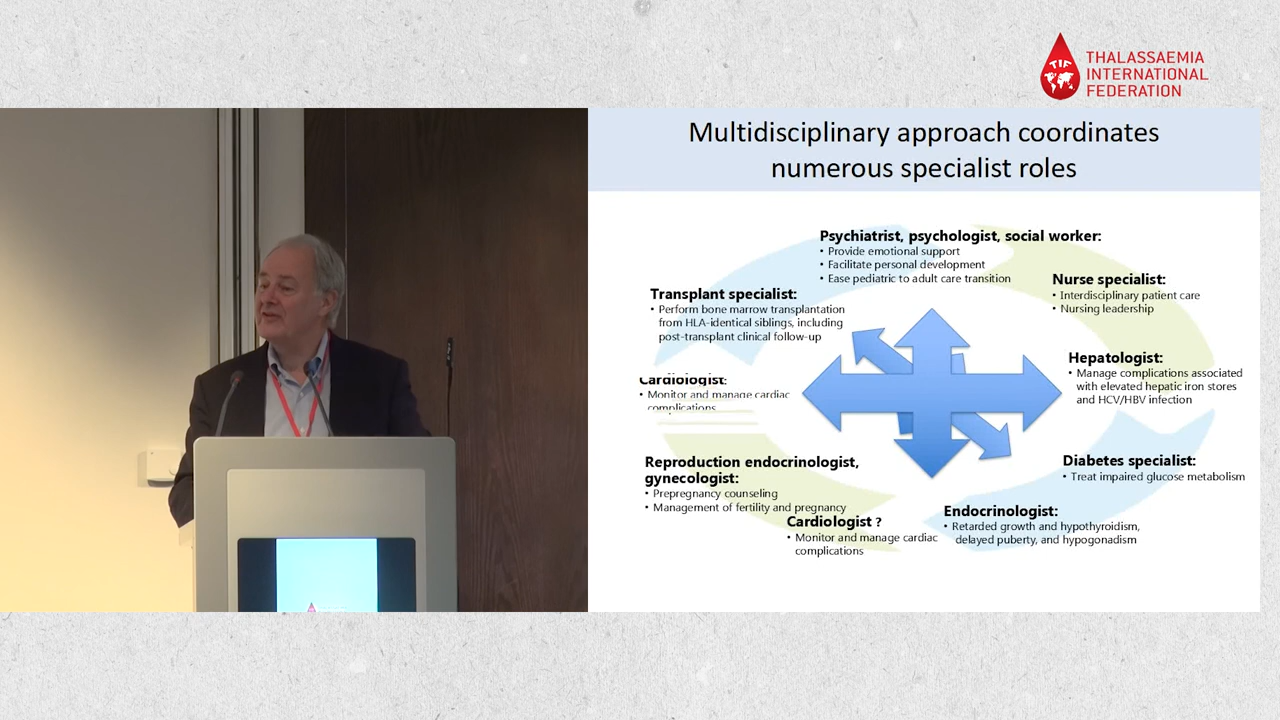 TIF
THALASSAEMIA
INTERNATIONAL
FEDERATION
Multidisciplinary approach coordinates
numerous specialist roles
Psychiatrist, psychologist, social worker:
• Provide emotional support
• Facilitate personal development
• Ease pediatric to adult care transition
Nurse specialist:
• Interdisciplinary patient care
• Nursing leadership
Transplant specialist:
• Perform bone marrow transplantation
from HLA-identical siblings, including
post-transplant clinical follow-up
Hepatologist:
• Manage complications associated
with elevated hepatic iron stores
and HCV/HBV infection
Cardiologist:
• Monitor and manage cardiac
complications
Reproduction endocrinologist,
gynecologist:
• Prepregnancy counseling
• Management of fertility and pregnancy
Diabetes specialist:
• Treat impaired glucose metabolism
Cardiologist ?
• Monitor and manage cardiac
complications
Endocrinologist:
• Retarded growth and hypothyroidism,
delayed puberty, and hypogonadism